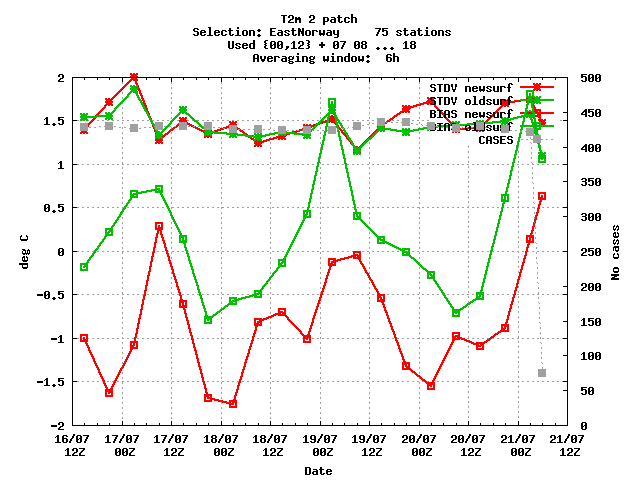 T2m 2 patch
Selection: EastNorway 75 stations
Used {00,12} + 07 08 ... 18
Averaging window: 6h
2 500
STDV newsurf
STDV oldsurf
450
BIAS newsurf
1.5
BIAS oldsurf
CASES 400
1
350
0.5 300
deg C
0 250
No cases
-0.5 200
150
-1
100
-1.5
50
-2 0
16/07 17/07 17/07 18/07 18/07 19/07 19/07 20/07 20/07 21/07 21/07
12Z 00Z 12Z 00Z 12Z 00Z 12Z 00Z 12Z 00Z 12Z
Date